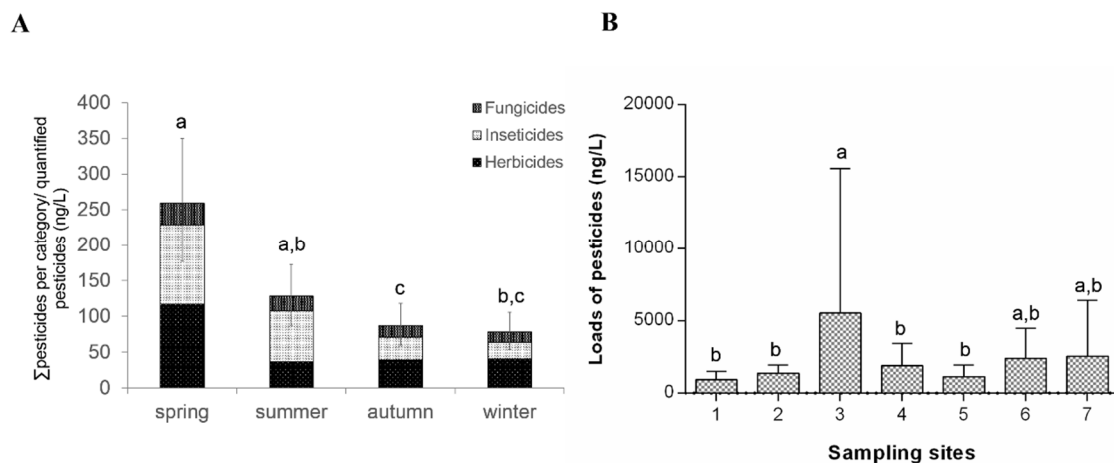 A
B
Σpesticides per category/ quantified
pesticides (ng/L)
400
350
300
250
200
150
100
50
0
a
a,b
c
b,c
Fungicides
Inseticides
Herbicides
spring
summer
autumn
winter
Loads of pesticides (ng/L)
20000
15000
10000
5000
0
b
b
a
b
b
a,b
a,b
1
2
3
4
5
6
7
Sampling sites